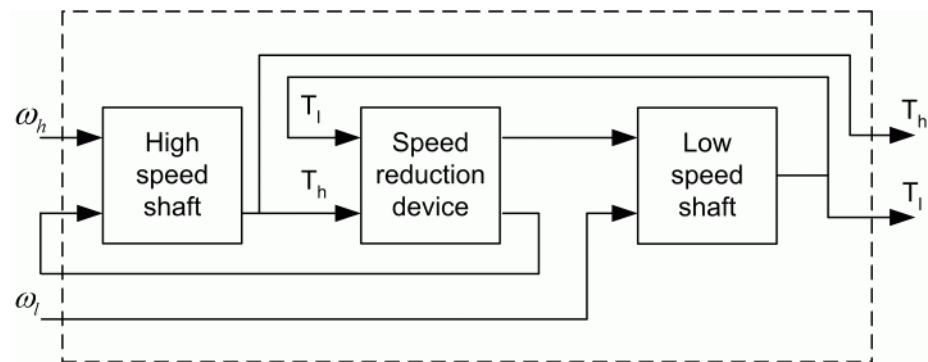 ω_h
High
speed
shaft
T_l
T_h
Speed
reduction
device
Low
speed
shaft
T_h
T_l
ω_l